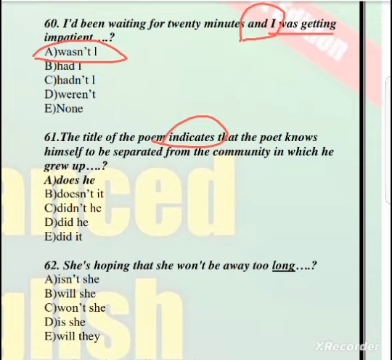 60. I'd been waiting for twenty minutes and I was getting
impatient....?
A)wasn't I
B)had I
C)hadn't I
D)weren't
E)None
61.The title of the poem indicates that the poet knows
himself to be separated from the community in which he
grew up....?
A)does he
B)doesn't it
C)didn't he
D)did he
E)did it
62. She's hoping that she won't be away too long....?
A)isn't she
B)will she
C)won't she
D)is she
E)will they
XRecorder